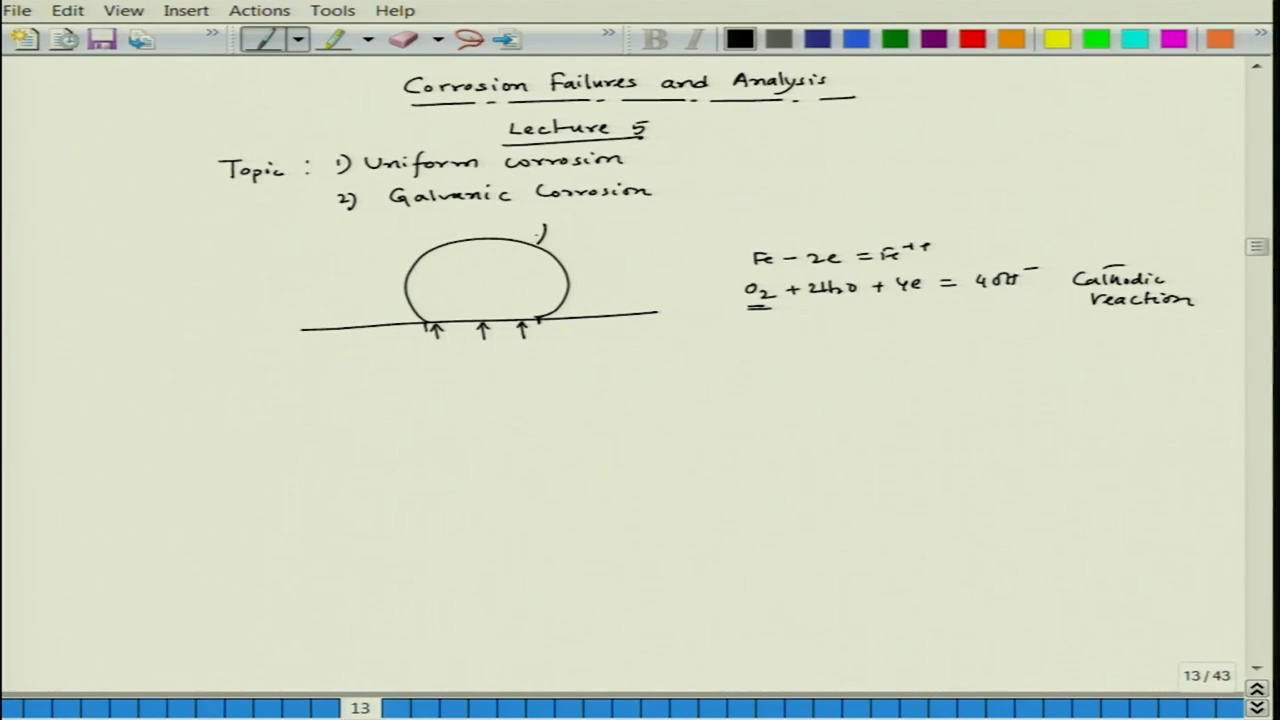 File Edit View Insert Actions Tools Help
B I
Corrosion Failures and Analysis
Lecture 5
Topic : 1) Uniform corrosion
2) Galvanic Corrosion
Fe - 2e = Fe⁺⁺
O₂ + 2H₂O + 4e = 4OH⁻ Cathodic
reaction
13 / 43
13